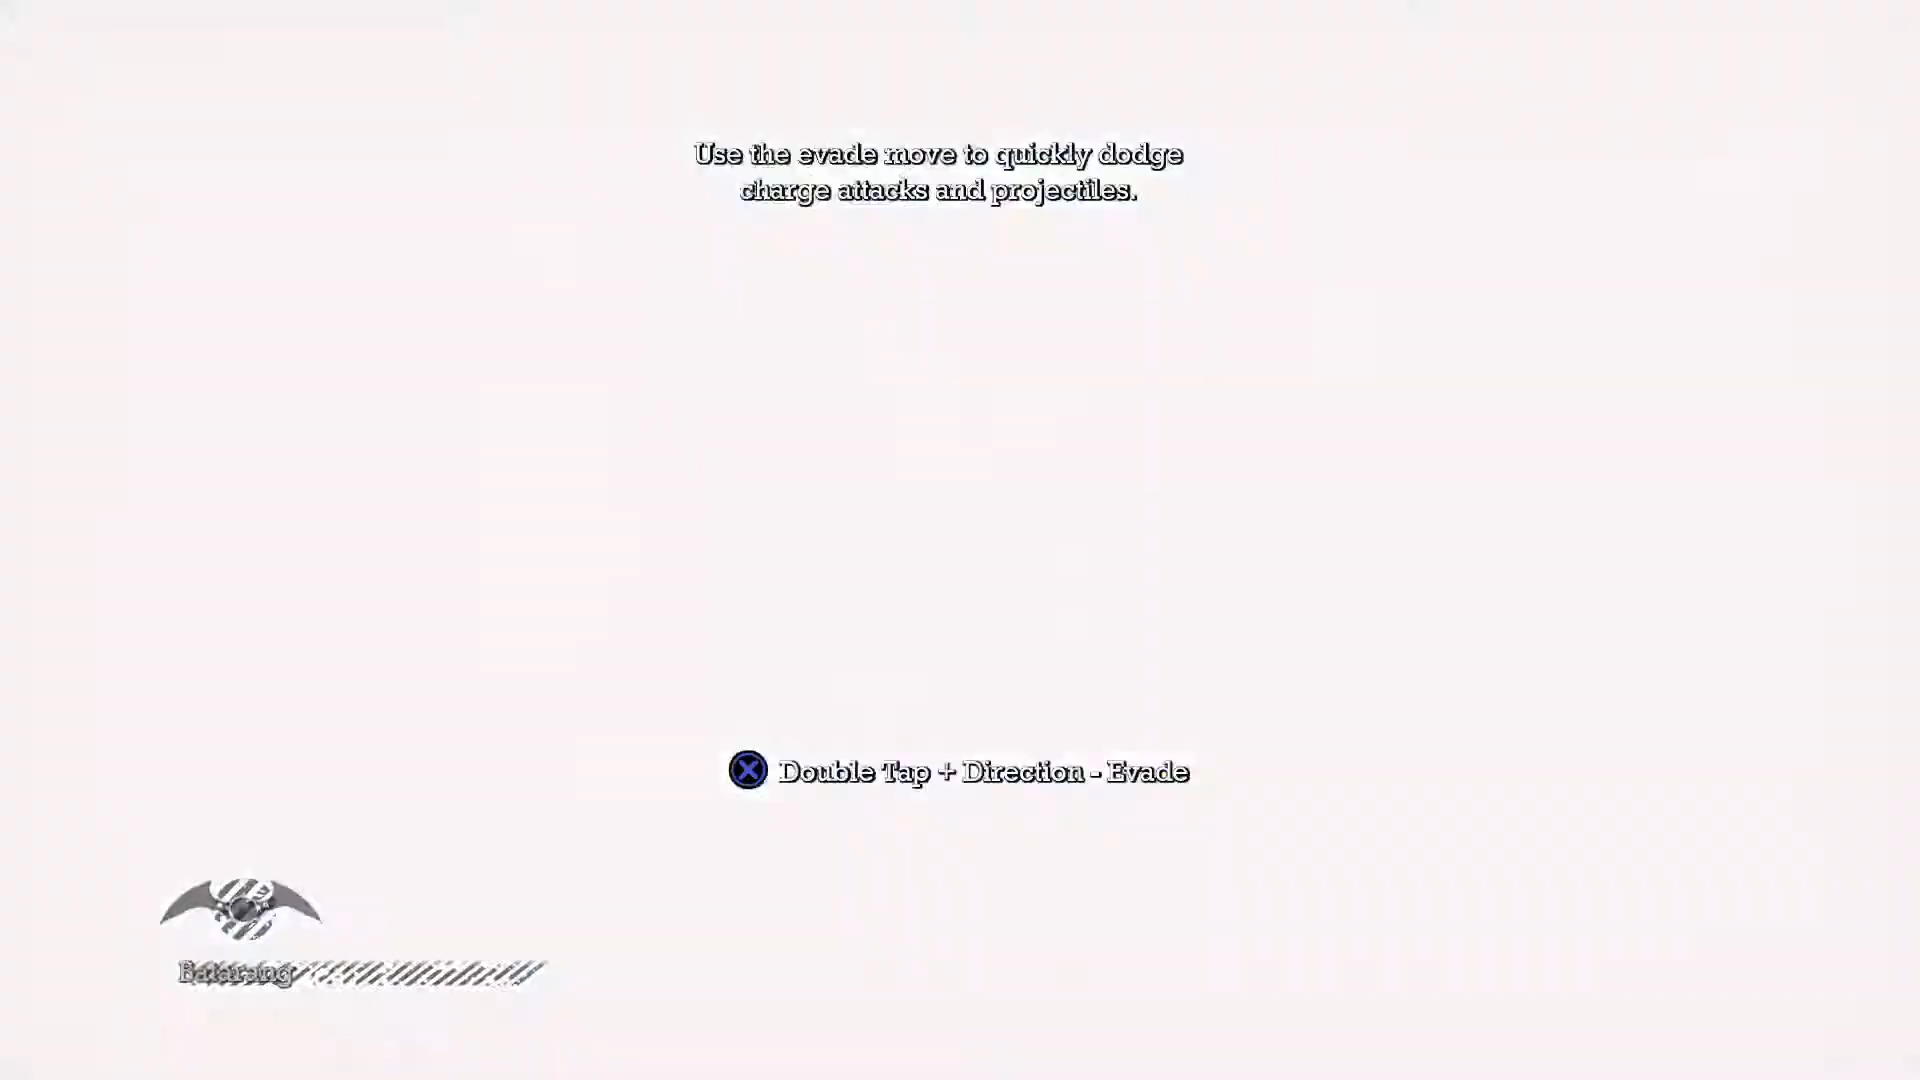 Use the evade move to quickly dodge
charge attacks and projectiles.
Double Tap + Direction - Evade
Batarang